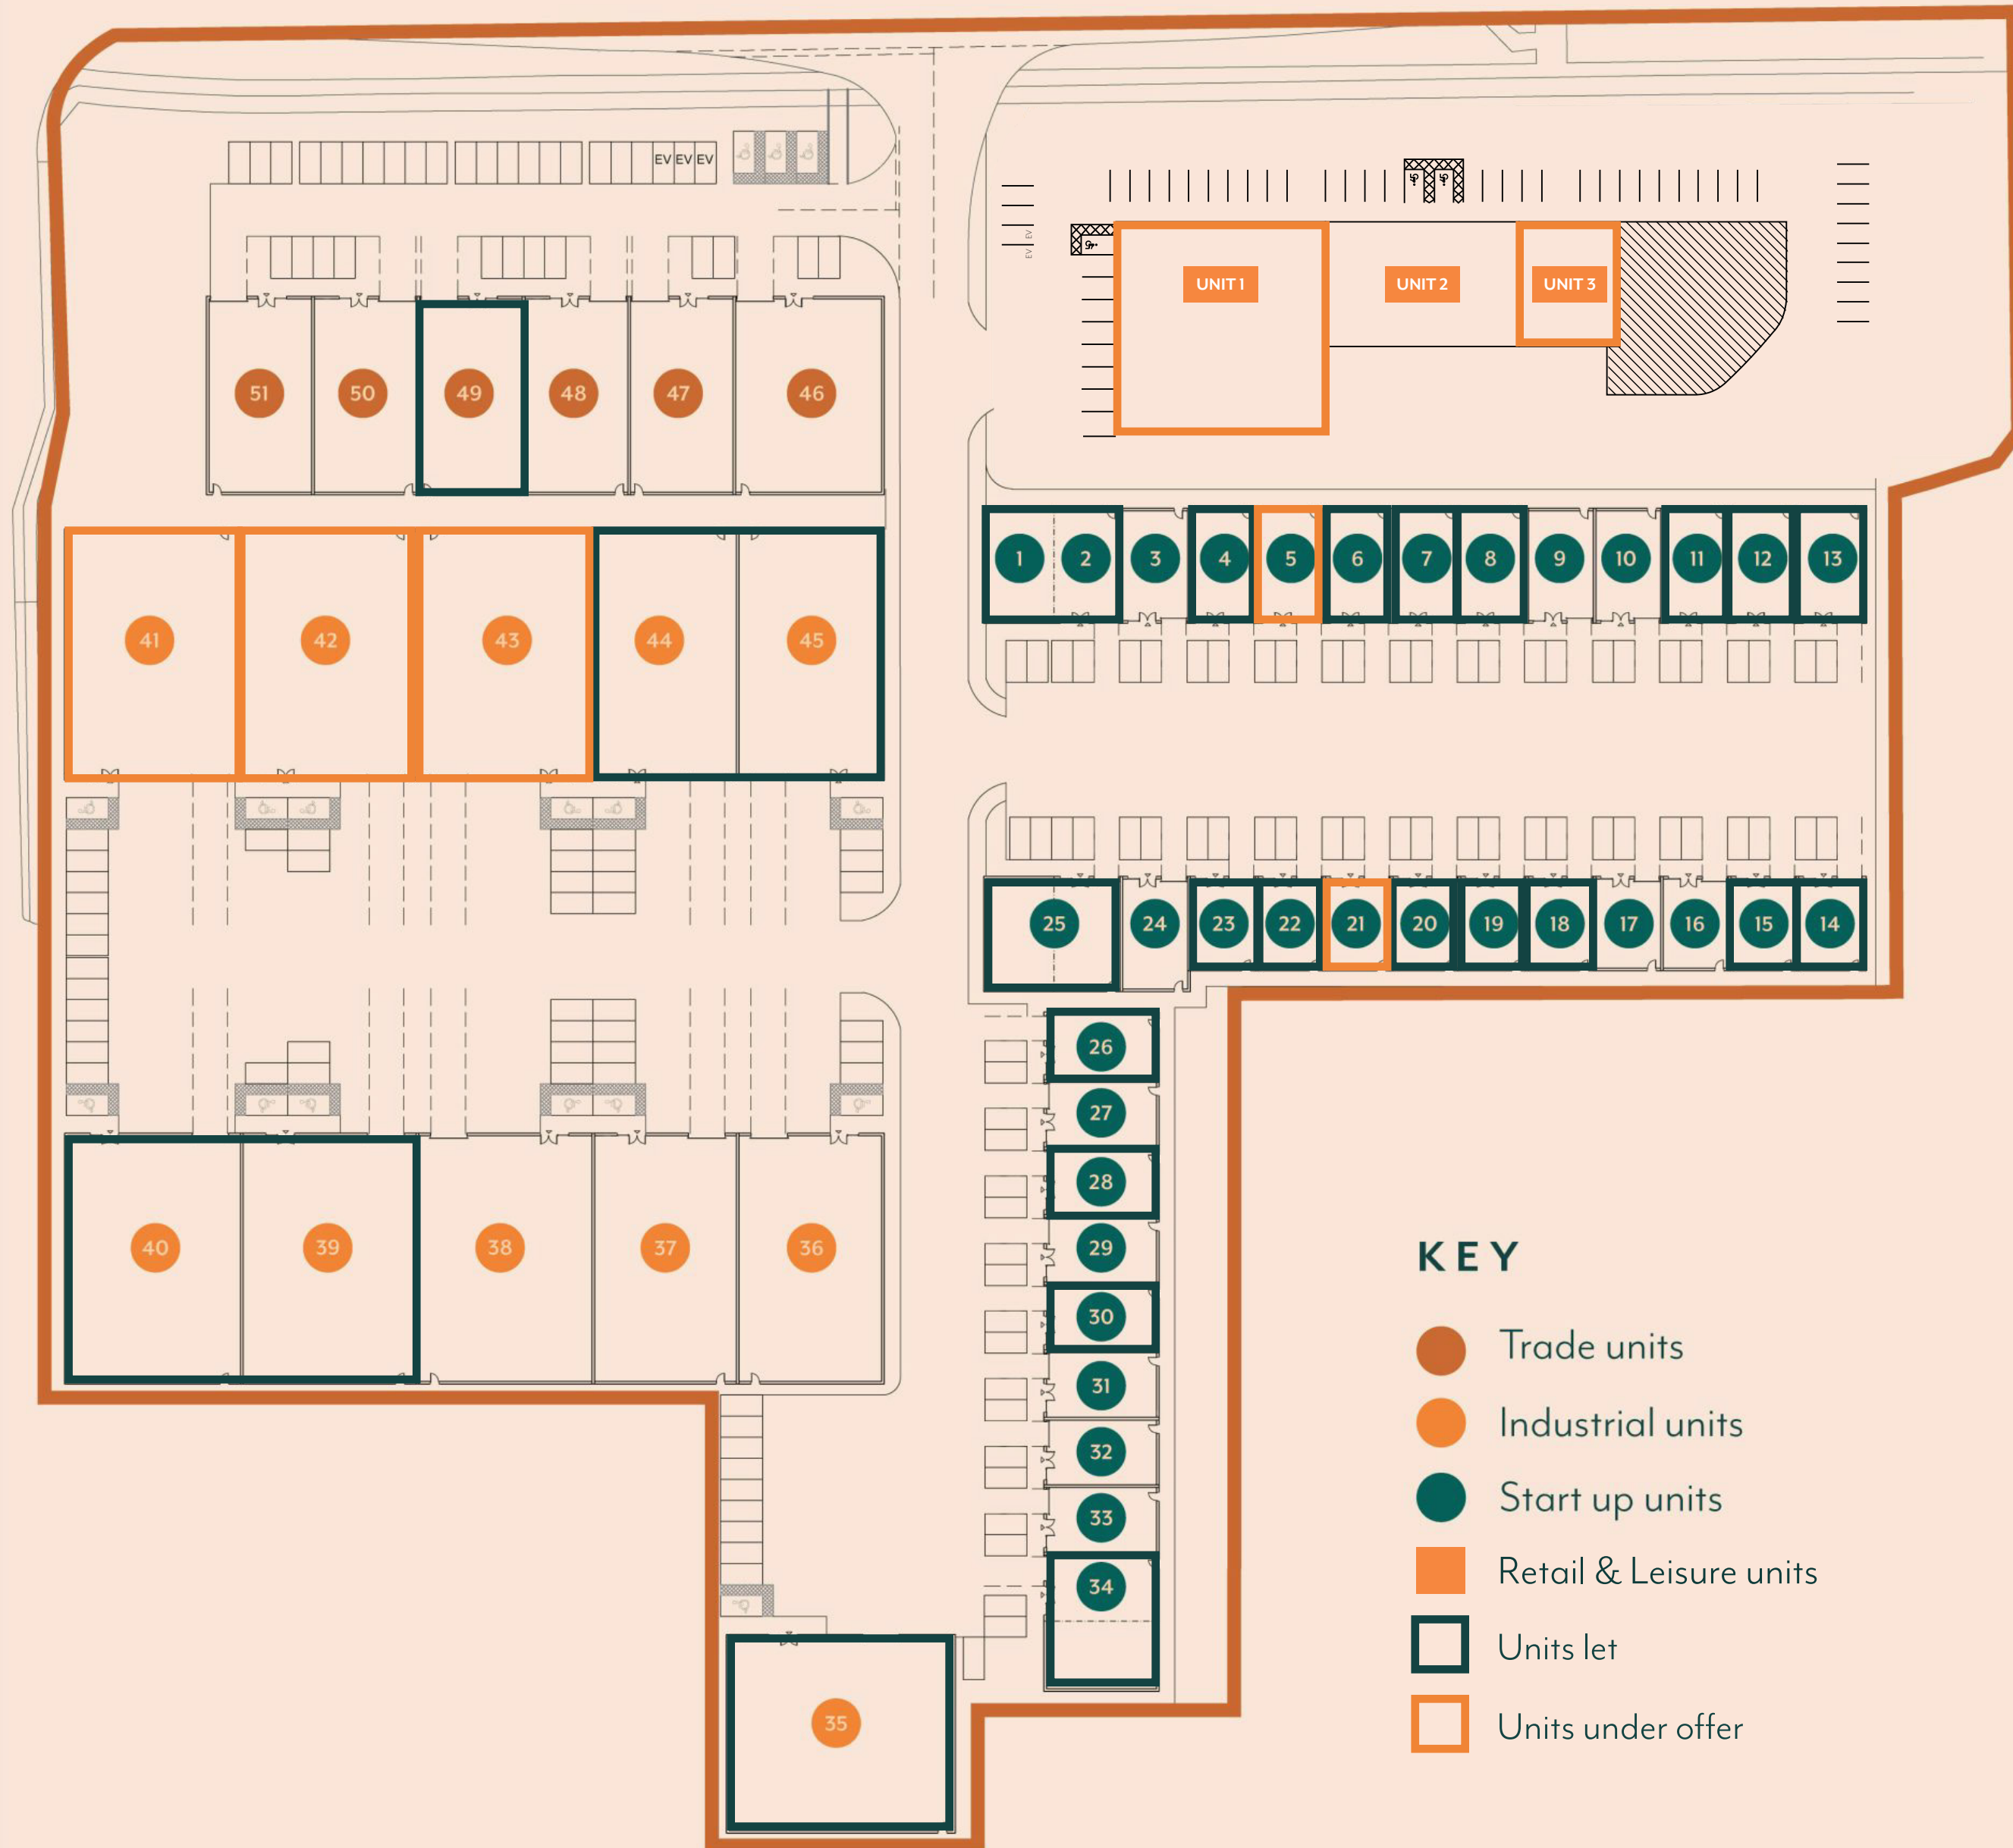 EV EV EV
EV EV
UNIT 1 UNIT 2 UNIT 3
51 50 49 48 47 46
1 2 3 4 5 6 7 8 9 10 11 12 13
41 42 43 44 45
25 24 23 22 21 20 19 18 17 16 15 14
26
27
28
40 39 38 37 36
29
30
31
32
33
34
35
KEY
Trade units
Industrial units
Start up units
Retail & Leisure units
Units let
Units under offer